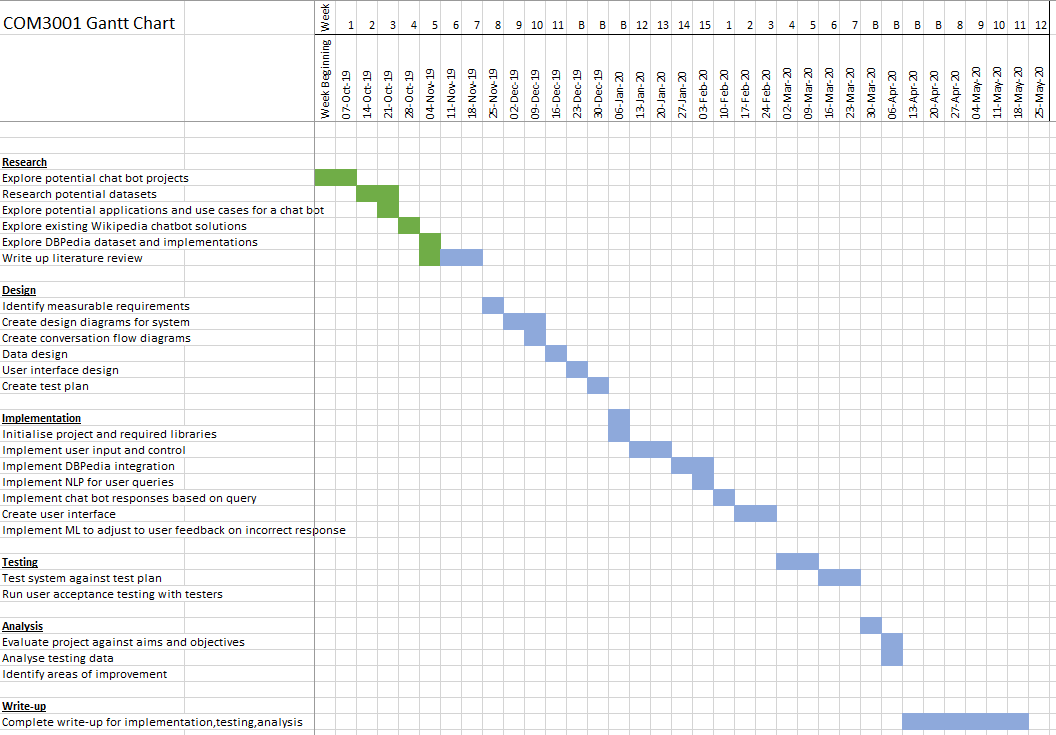 COM3001 Gantt Chart
Week 1 2 3 4 5 6 7 8 9 10 11 B B B 12 13 14 15 1 2 3 4 5 6 7 B B B 8 9 10 11 12
Week Beginning 07-Oct-19 14-Oct-19 21-Oct-19 28-Oct-19 04-Nov-19 11-Nov-19 18-Nov-19 25-Nov-19 02-Dec-19 09-Dec-19 16-Dec-19 23-Dec-19 30-Dec-19 06-Jan-20 13-Jan-20 20-Jan-20 27-Jan-20 03-Feb-20 10-Feb-20 17-Feb-20 24-Feb-20 02-Mar-20 09-Mar-20 16-Mar-20 23-Mar-20 30-Mar-20 06-Apr-20 13-Apr-20 20-Apr-20 27-Apr-20 04-May-20 11-May-20 18-May-20 25-May-20
Research
Explore potential chat bot projects
Research potential datasets
Explore potential applications and use cases for a chat bot
Explore existing Wikipedia chatbot solutions
Explore DBPedia dataset and implementations
Write up literature review
Design
Identify measurable requirements
Create design diagrams for system
Create conversation flow diagrams
Data design
User interface design
Create test plan
Implementation
Initialise project and required libraries
Implement user input and control
Implement DBPedia integration
Implement NLP for user queries
Implement chat bot responses based on query
Create user interface
Implement ML to adjust to user feedback on incorrect response
Testing
Test system against test plan
Run user acceptance testing with testers
Analysis
Evaluate project against aims and objectives
Analyse testing data
Identify areas of improvement
Write-up
Complete write-up for implementation,testing,analysis